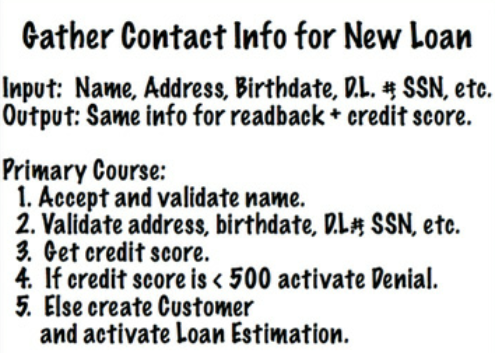 Gather Contact Info for New Loan
Input: Name, Address, Birthdate, D.L. # SSN, etc.
Output: Same info for readback + credit score.
Primary Course:
1. Accept and validate name.
2. Validate address, birthdate, D.L# SSN, etc.
3. Get credit score.
4. If credit score is < 500 activate Denial.
5. Else create Customer
and activate Loan Estimation.